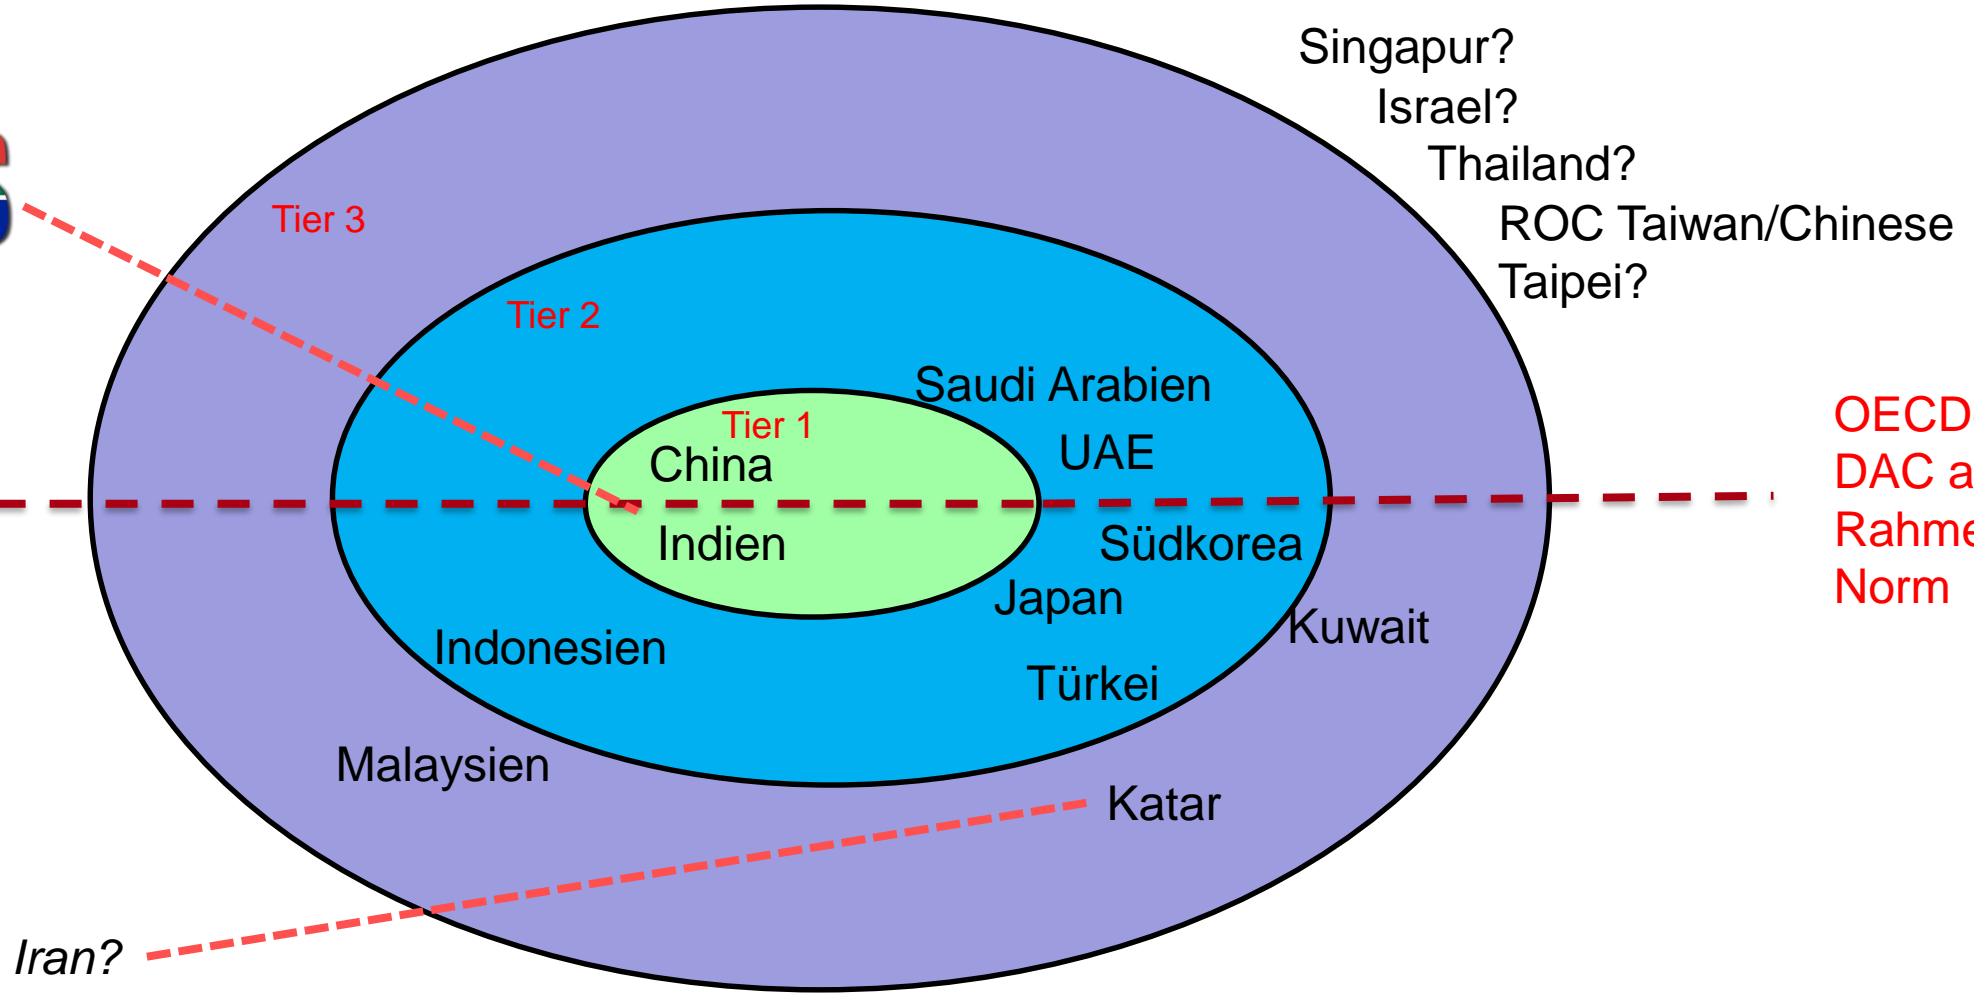 Singapur?
Israel?
Thailand?
ROC Taiwan/Chinese
Taipei?
Tier 3
Tier 2
Saudi Arabien
Tier 1
China
UAE
Indien
Südkorea
Japan
Kuwait
Indonesien
Türkei
Malaysien
Katar
Iran?
OECD
DAC a
Rahme
Norm